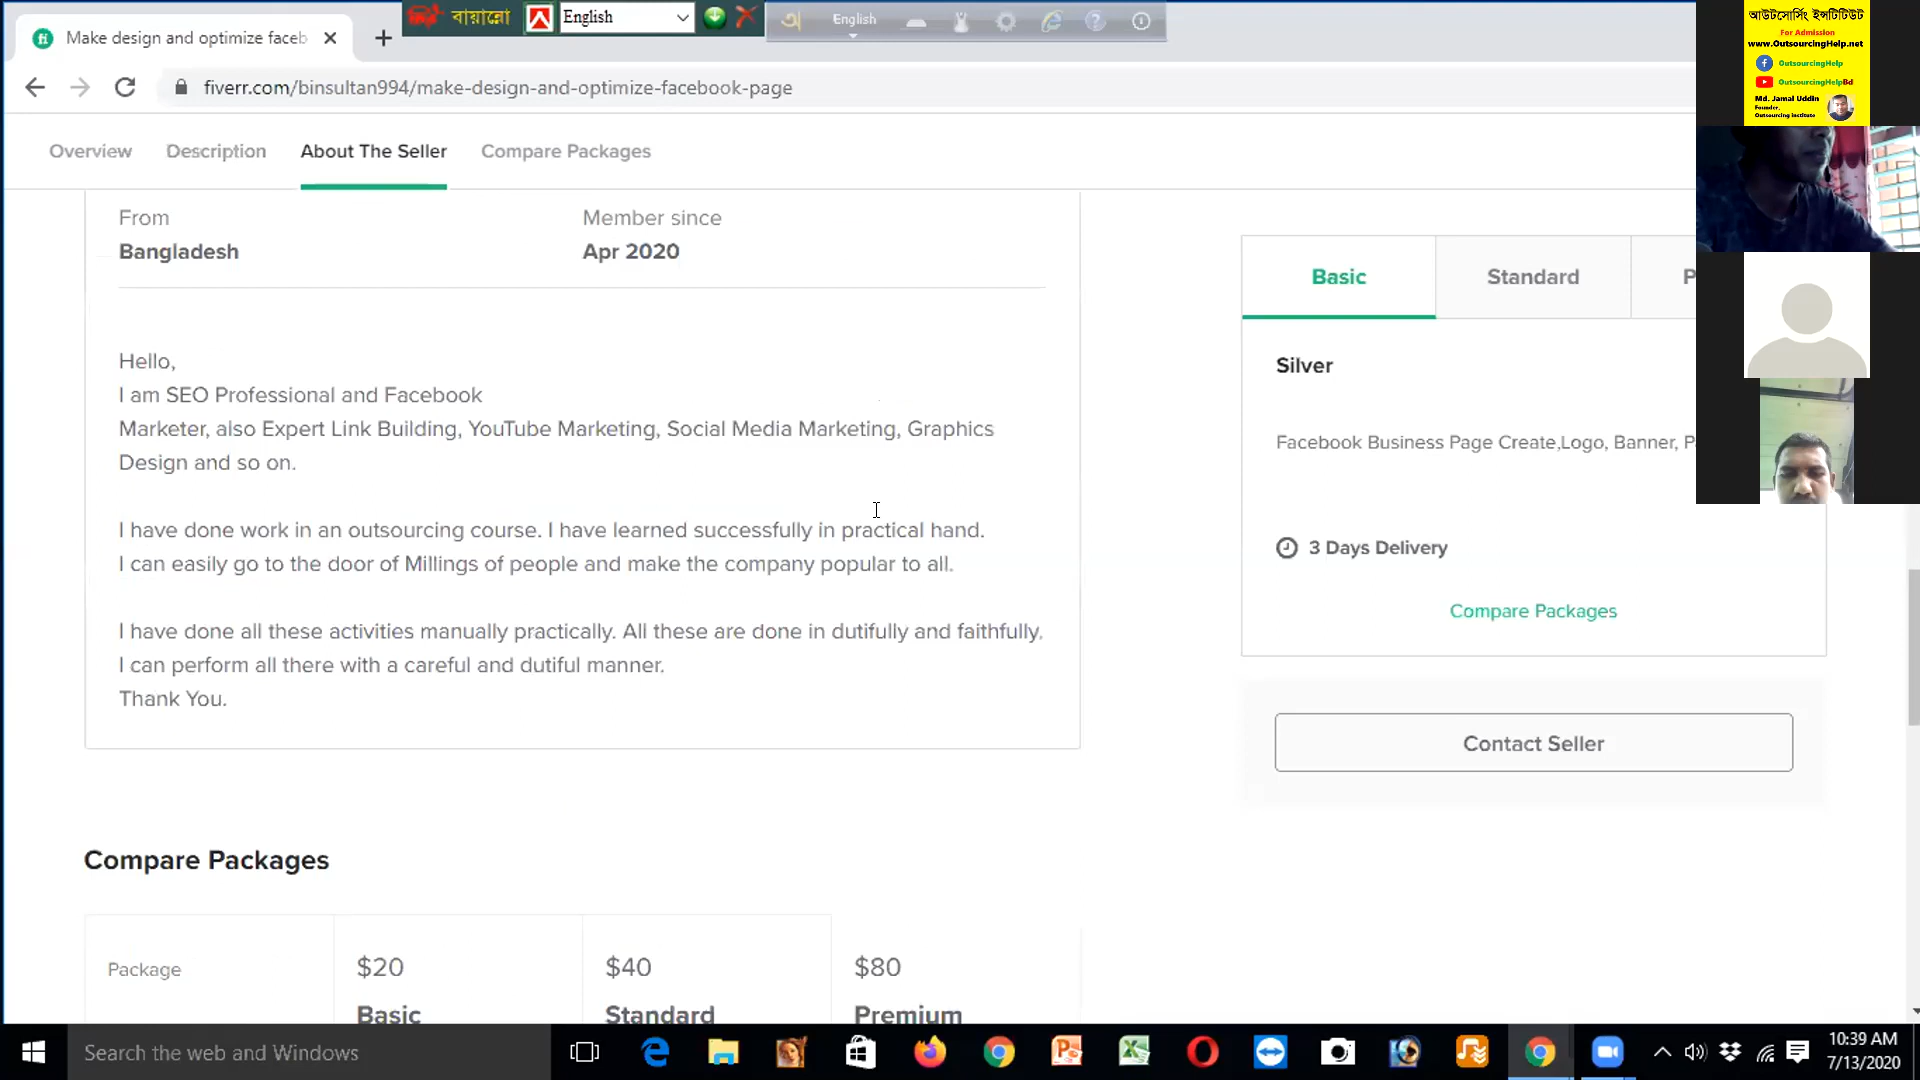 Make design and optimize faceb
বায়ান্নো
English
English
fiverr.com/binsultan994/make-design-and-optimize-facebook-page
Overview
Description
About The Seller
Compare Packages
From
Bangladesh
Member since
Apr 2020
Hello,
I am SEO Professional and Facebook
Marketer, also Expert Link Building, YouTube Marketing, Social Media Marketing, Graphics
Design and so on.
I have done work in an outsourcing course. I have learned successfully in practical hand.
I can easily go to the door of Millings of people and make the company popular to all.
I have done all these activities manually practically. All these are done in dutifully and faithfully.
I can perform all there with a careful and dutiful manner.
Thank You.
Basic
Standard
P
Silver
Facebook Business Page Create,Logo, Banner, P
3 Days Delivery
Compare Packages
Contact Seller
Compare Packages
Package
$20
Basic
$40
Standard
$80
Premium
আউটসোর্সিং ইন্সটিটিউট
For Admission
www.OutsourcingHelp.net
OutsourcingHelp
OutsourcingHelpBd
Md. Jamal Uddin
Founder,
Outsourcing Institute
Search the web and Windows
10:39 AM
7/13/2020